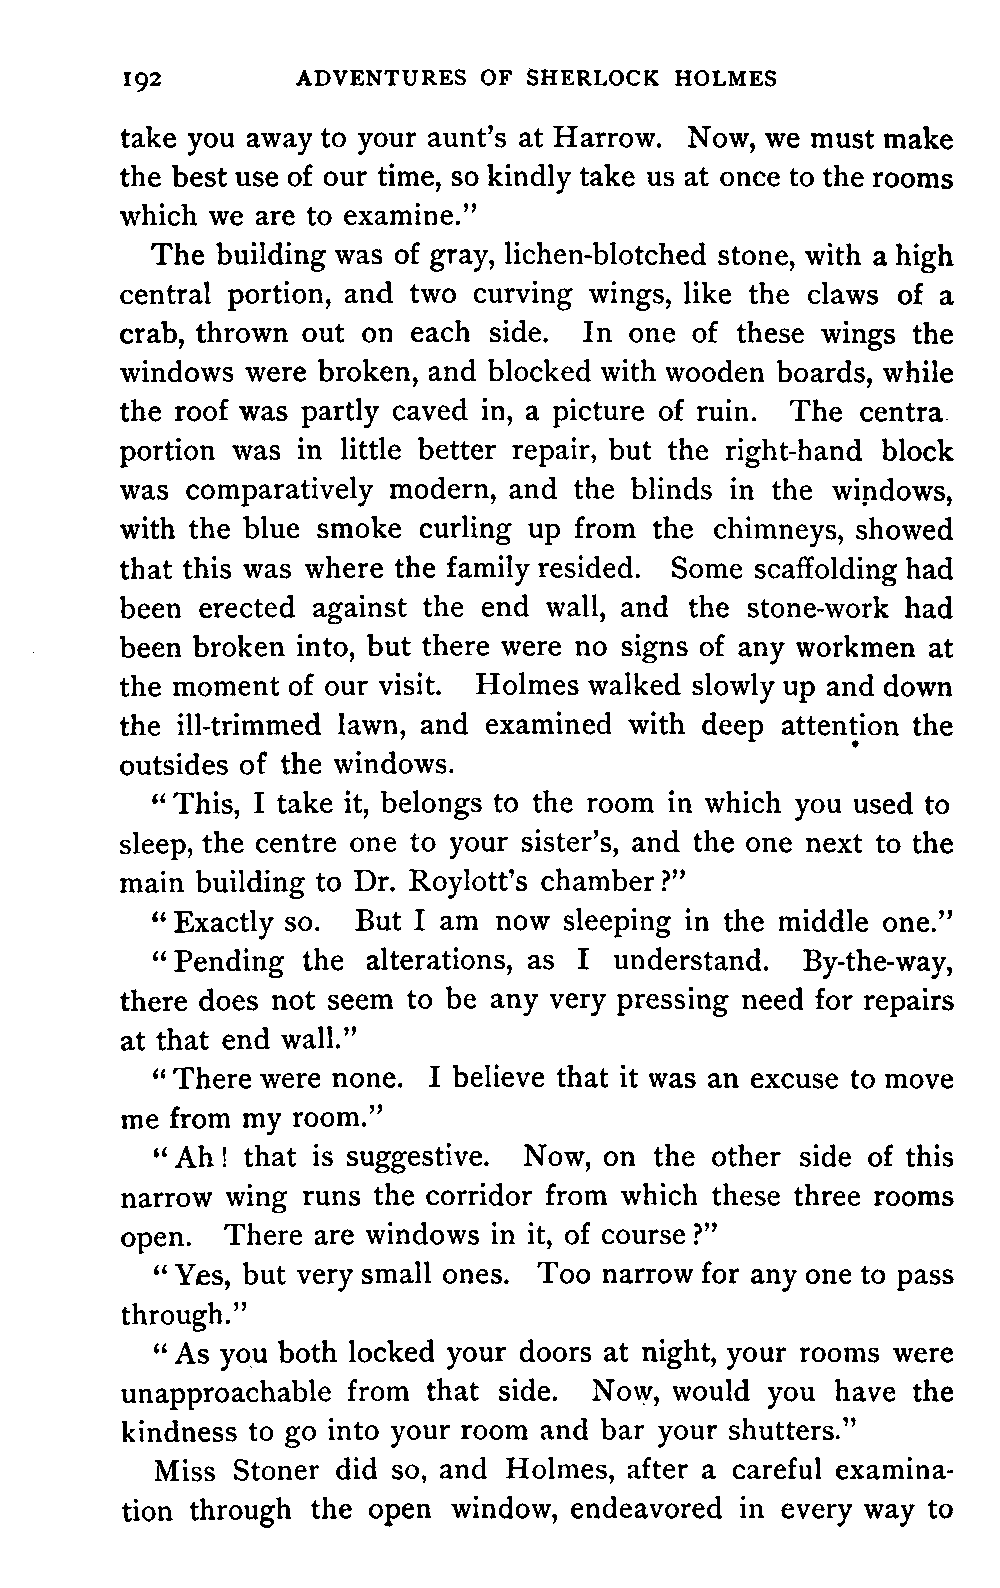 192 ADVENTURES OF SHERLOCK HOLMES
take you away to your aunt's at Harrow. Now, we must make
the best use of our time, so kindly take us at once to the rooms
which we are to examine."
The building was of gray, lichen-blotched stone, with a high
central portion, and two curving wings, like the claws of a
crab, thrown out on each side. In one of these wings the
windows were broken, and blocked with wooden boards, while
the roof was partly caved in, a picture of ruin. The centra
portion was in little better repair, but the right-hand block
was comparatively modern, and the blinds in the windows,
with the blue smoke curling up from the chimneys, showed
that this was where the family resided. Some scaffolding had
been erected against the end wall, and the stone-work had
been broken into, but there were no signs of any workmen at
the moment of our visit. Holmes walked slowly up and down
the ill-trimmed lawn, and examined with deep attention the
outsides of the windows.
"This, I take it, belongs to the room in which you used to
sleep, the centre one to your sister's, and the one next to the
main building to Dr. Roylott's chamber?"
"Exactly so. But I am now sleeping in the middle one."
"Pending the alterations, as I understand. By-the-way,
there does not seem to be any very pressing need for repairs
at that end wall."
"There were none. I believe that it was an excuse to move
me from my room."
"Ah! that is suggestive. Now, on the other side of this
narrow wing runs the corridor from which these three rooms
open. There are windows in it, of course?"
"Yes, but very small ones. Too narrow for any one to pass
through."
"As you both locked your doors at night, your rooms were
unapproachable from that side. Now, would you have the
kindness to go into your room and bar your shutters."
Miss Stoner did so, and Holmes, after a careful examina-
tion through the open window, endeavored in every way to